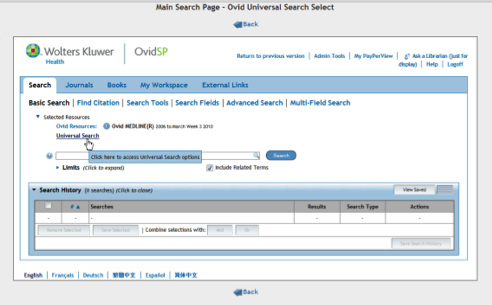 Main Search Page - Ovid Universal Search Select
Back
Wolters Kluwer | OvidSP
Health
Return to previous version | Admin Tools | My PayPerView | Ask a Librarian (just for display) | Help | Logoff
Search Journals Books My Workspace External Links
Basic Search | Find Citation | Search Tools | Search Fields | Advanced Search | Multi-Field Search
Selected Resources
Ovid Resources: Ovid MEDLINE(R) 2006 to March Week 3 2010
Universal Search
Click here to access Universal Search options
Search
Limits (Click to expand) Include Related Terms
Search History (0 searches) (Click to close) View Saved
# Searches Results Search Type Actions
- - - - - -
Remove Selected Save Selected | Combine selections with: And Or
Save Search History
English | Français | Deutsch | 繁體中文 | Español | 简体中文
Back